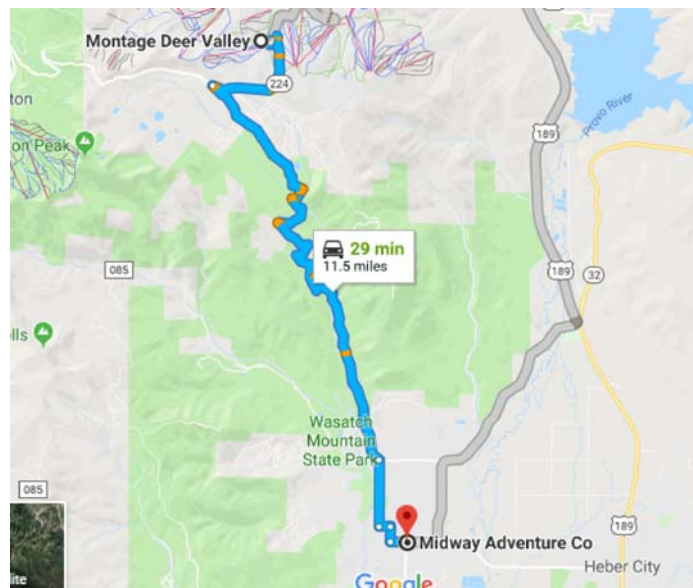 Montage Deer Valley
224
ton
on Peak
189
Provo River
29 min
11.5 miles
085
189
32
olls
Wasatch
Mountain
State Park
085
189
Midway Adventure Co
Heber City
ite
Google